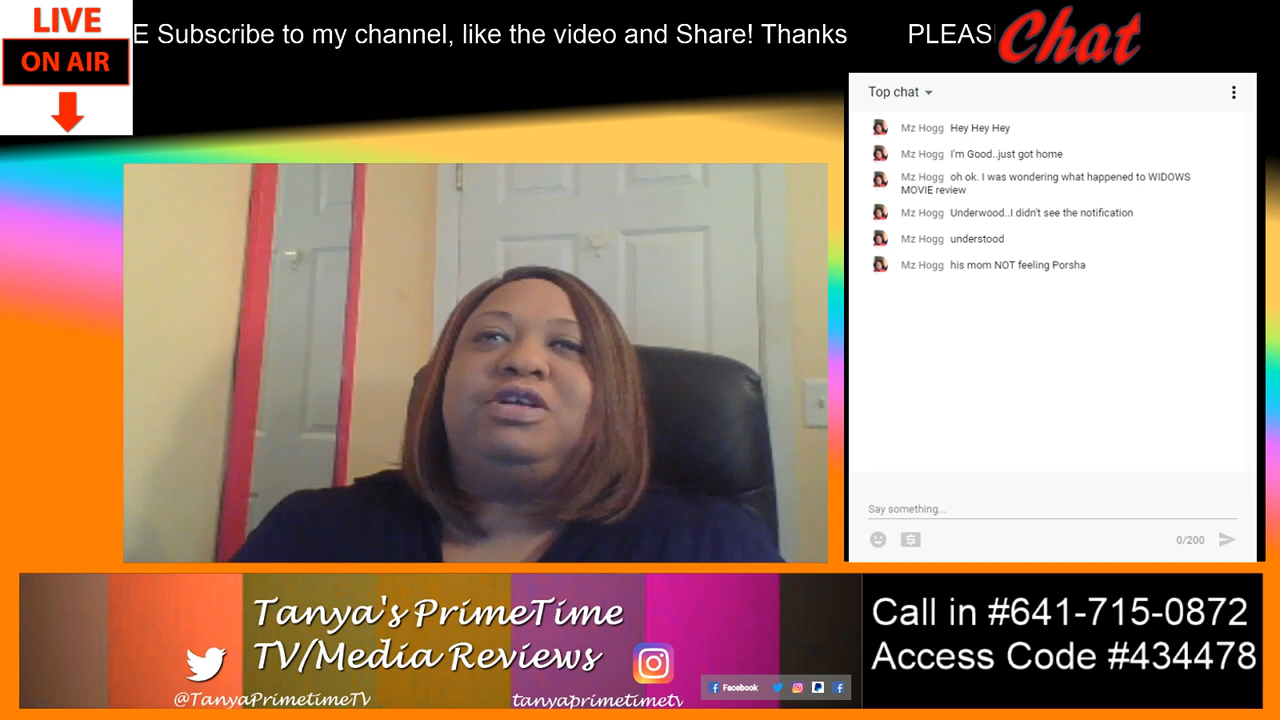 LIVE
ON AIR
E Subscribe to my channel, like the video and Share! Thanks PLEAS
Chat
Top chat
Mz Hogg Hey Hey Hey
Mz Hogg I'm Good..just got home
Mz Hogg oh ok. I was wondering what happened to WIDOWS
MOVIE review
Mz Hogg Underwood..I didn't see the notification
Mz Hogg understood
Mz Hogg his mom NOT feeling Porsha
Say something...
0/200
Tanya's PrimeTime
TV/Media Reviews
@TanyaPrimetimeTV
tanyaprimetimetv
Facebook
Call in #641-715-0872
Access Code #434478